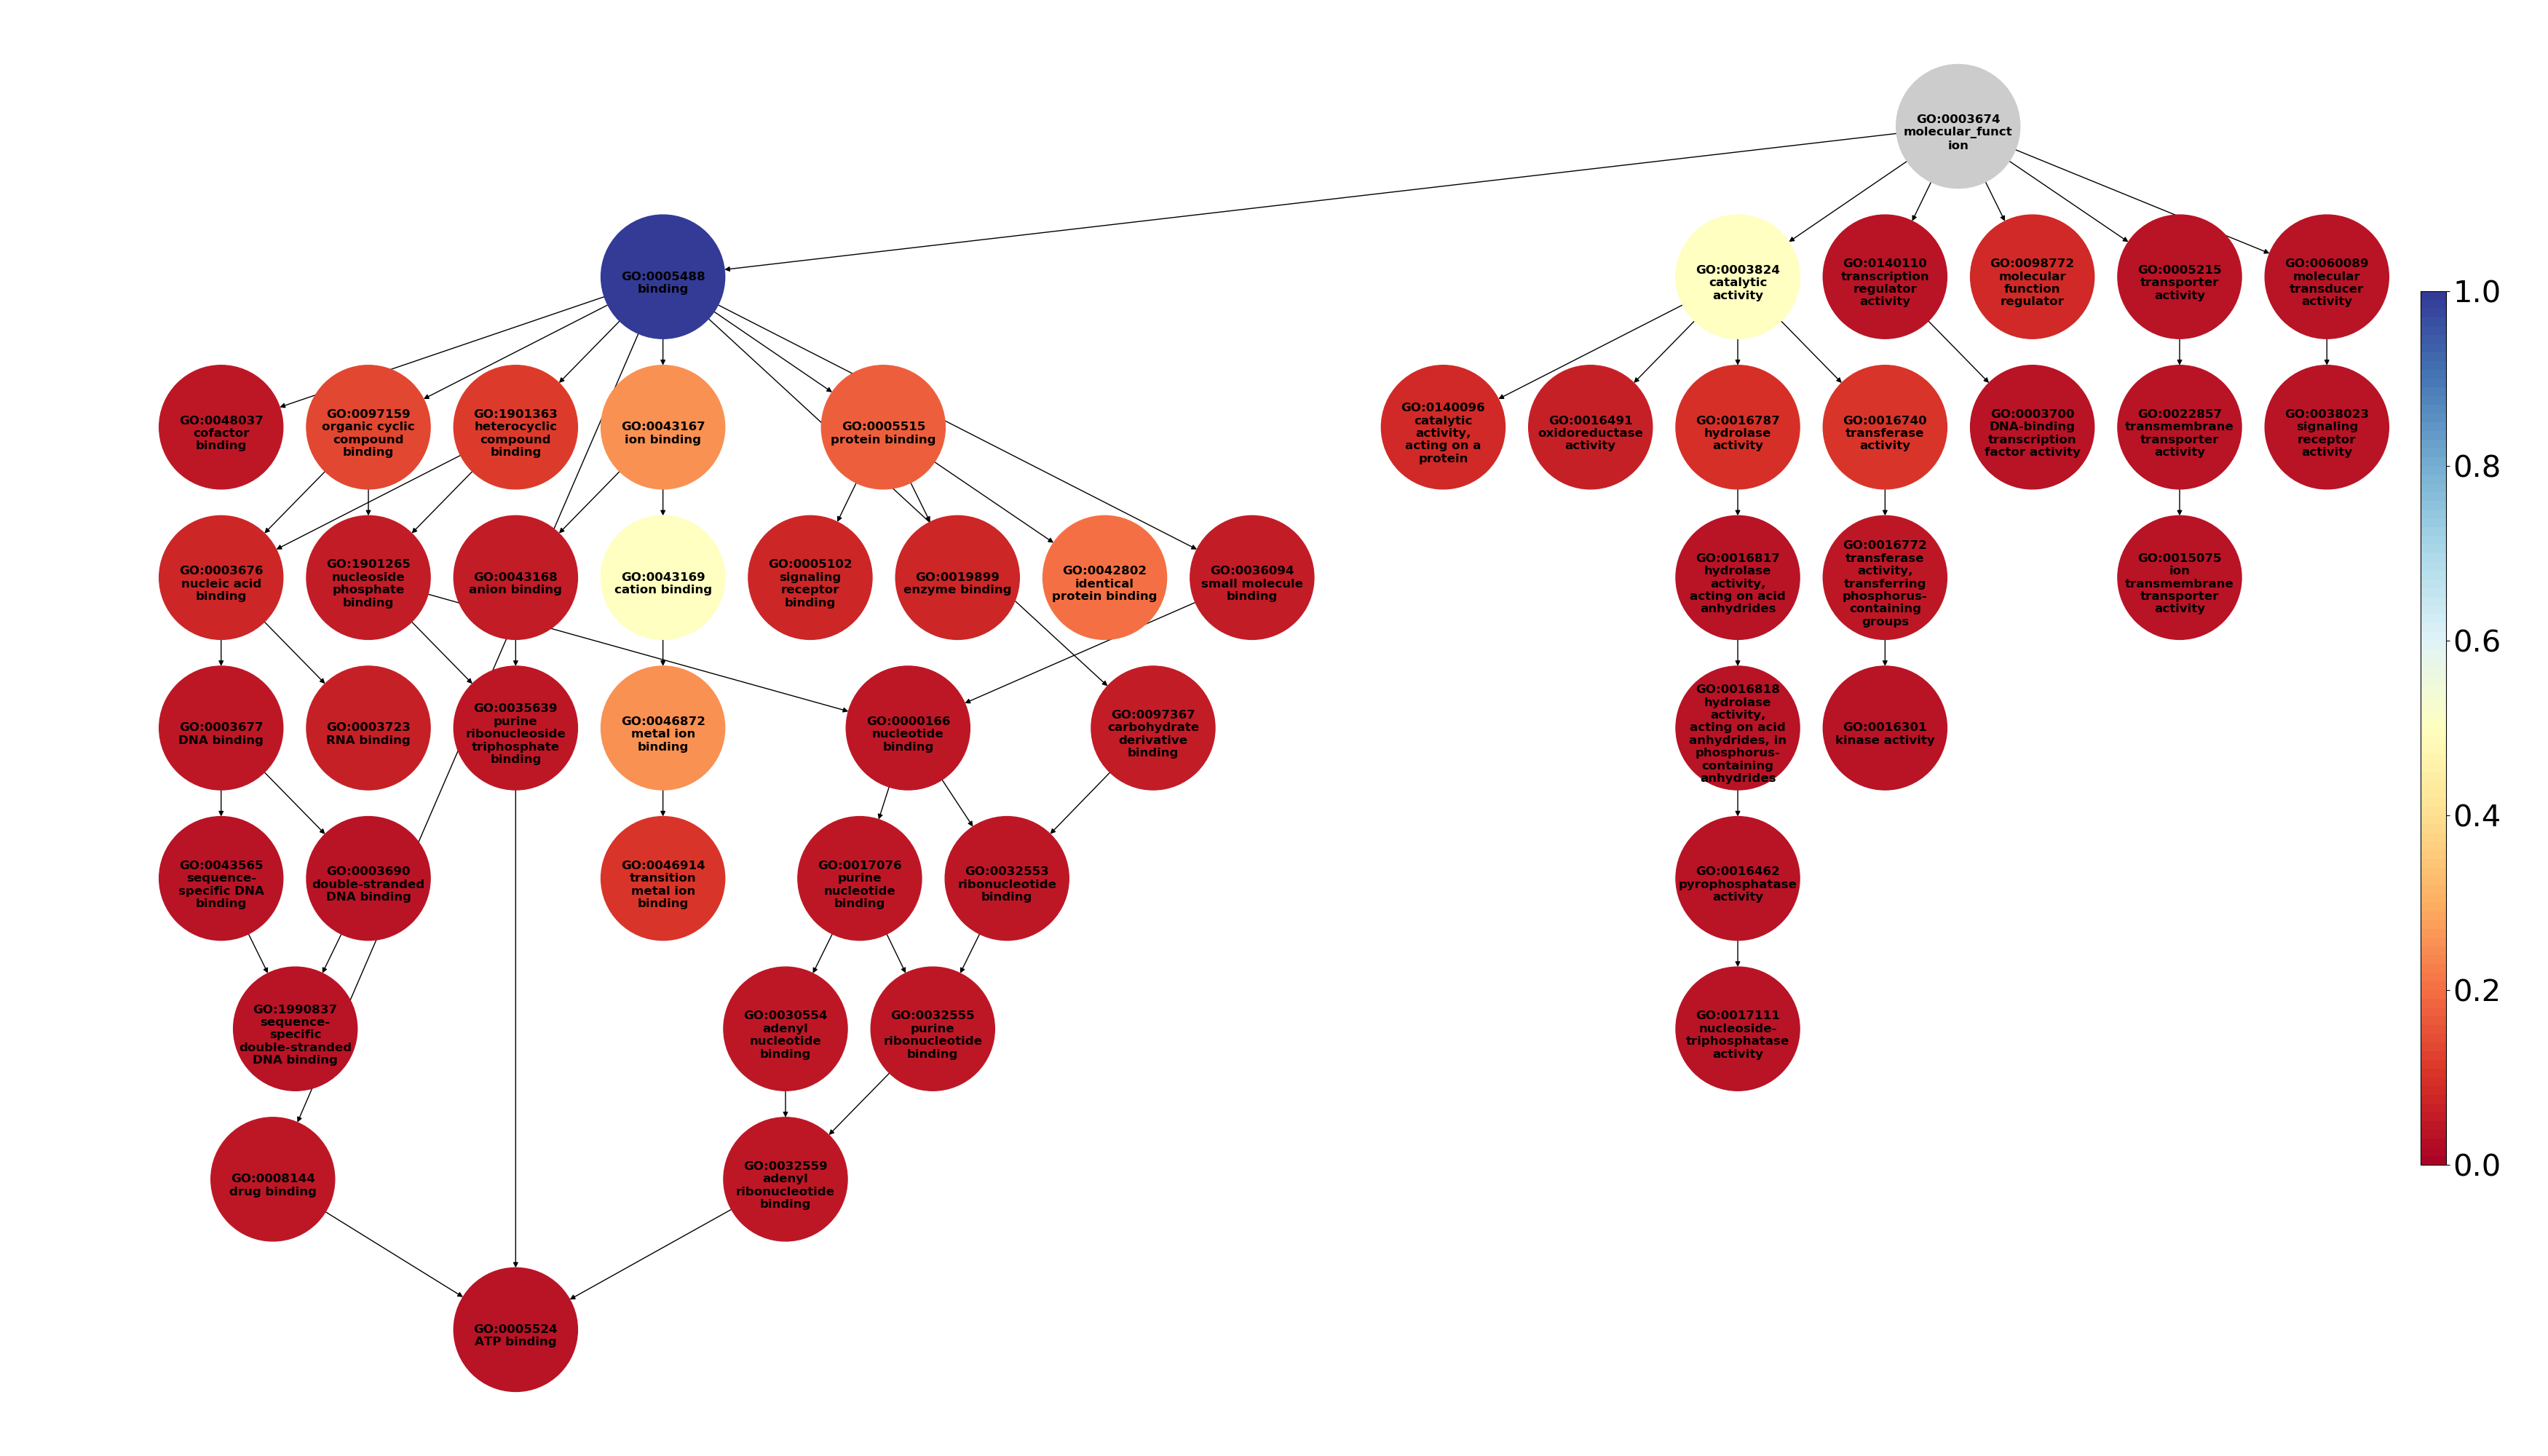 GO:0003674
molecular_funct
ion
GO:0005488
binding
GO:0003824
catalytic
activity
GO:0140110
transcription
regulator
activity
GO:0098772
molecular
function
regulator
GO:0005215
transporter
activity
GO:0060089
molecular
transducer
activity
GO:0048037
cofactor
binding
GO:0097159
organic cyclic
compound
binding
GO:1901363
heterocyclic
compound
binding
GO:0043167
ion binding
GO:0005515
protein binding
GO:0140096
catalytic
activity,
acting on a
protein
GO:0016491
oxidoreductase
activity
GO:0016787
hydrolase
activity
GO:0016740
transferase
activity
GO:0003700
DNA-binding
transcription
factor activity
GO:0022857
transmembrane
transporter
activity
GO:0038023
signaling
receptor
activity
GO:0003676
nucleic acid
binding
GO:1901265
nucleoside
phosphate
binding
GO:0043168
anion binding
GO:0043169
cation binding
GO:0005102
signaling
receptor
binding
GO:0019899
enzyme binding
GO:0042802
identical
protein binding
GO:0036094
small molecule
binding
GO:0016817
hydrolase
activity,
acting on acid
anhydrides
GO:0016772
transferase
activity,
transferring
phosphorus-
containing
groups
GO:0015075
ion
transmembrane
transporter
activity
GO:0003677
DNA binding
GO:0003723
RNA binding
GO:0035639
purine
ribonucleoside
triphosphate
binding
GO:0046872
metal ion
binding
GO:0000166
nucleotide
binding
GO:0097367
carbohydrate
derivative
binding
GO:0016818
hydrolase
activity,
acting on acid
anhydrides, in
phosphorus-
containing
anhydrides
GO:0016301
kinase activity
GO:0043565
sequence-
specific DNA
binding
GO:0003690
double-stranded
DNA binding
GO:0046914
transition
metal ion
binding
GO:0017076
purine
nucleotide
binding
GO:0032553
ribonucleotide
binding
GO:0016462
pyrophosphatase
activity
GO:1990837
sequence-
specific
double-stranded
DNA binding
GO:0030554
adenyl
nucleotide
binding
GO:0032555
purine
ribonucleotide
binding
GO:0017111
nucleoside-
triphosphatase
activity
GO:0008144
drug binding
GO:0032559
adenyl
ribonucleotide
binding
GO:0005524
ATP binding
1.0
0.8
0.6
0.4
0.2
0.0